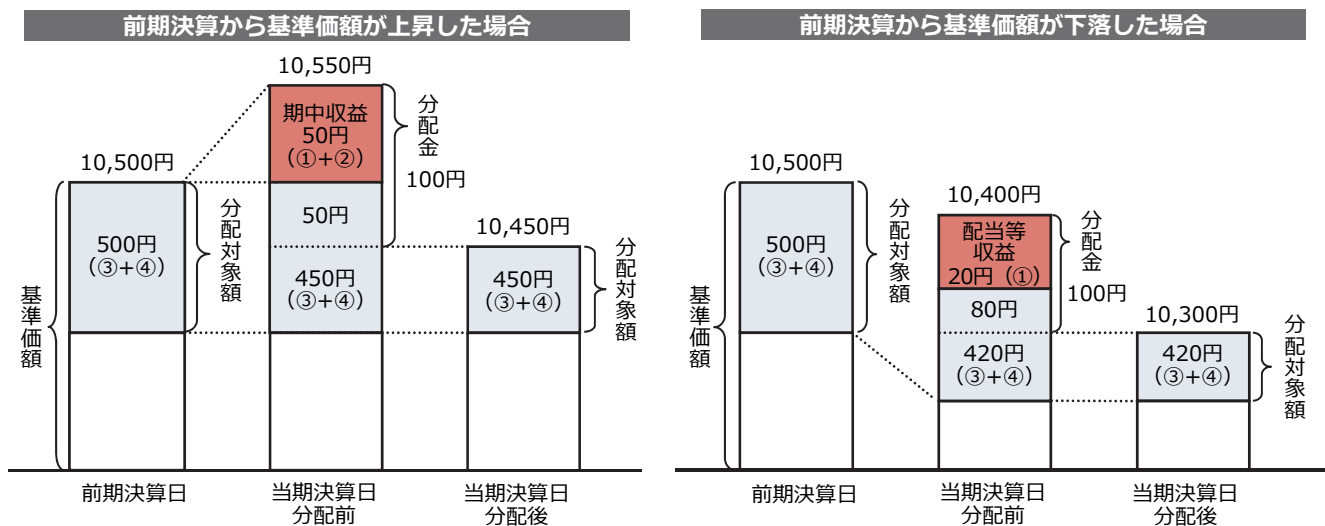 前期決算から基準価額が上昇した場合
10,550円
期中収益
50円
（①+②）
分配金
100円
10,500円
500円
（③+④）
分配対象額
50円
450円
（③+④）
10,450円
450円
（③+④）
分配対象額
基準価額
前期決算日
当期決算日
分配前
当期決算日
分配後
前期決算から基準価額が下落した場合
10,500円
500円
（③+④）
分配対象額
10,400円
配当等
収益
20円（①）
分配金
100円
80円
420円
（③+④）
10,300円
420円
（③+④）
分配対象額
基準価額
前期決算日
当期決算日
分配前
当期決算日
分配後